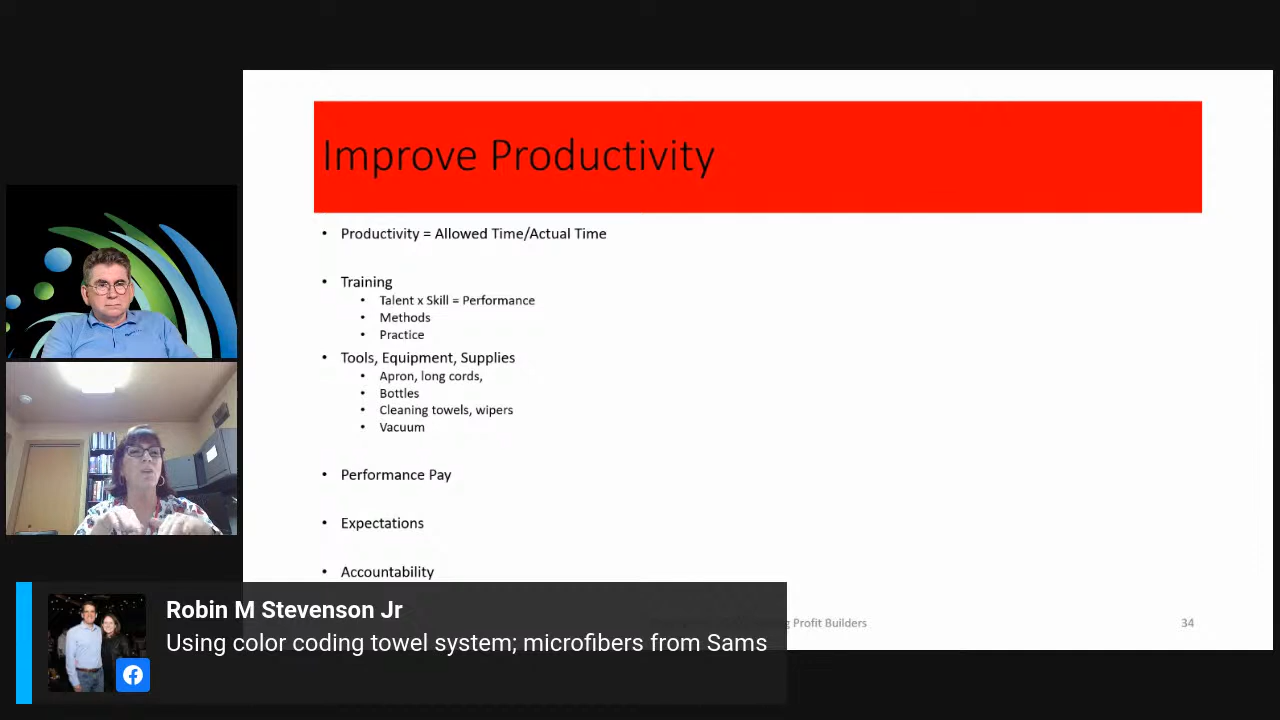 Improve Productivity
• Productivity = Allowed Time/Actual Time
• Training
• Talent x Skill = Performance
• Methods
• Practice
• Tools, Equipment, Supplies
• Apron, long cords,
• Bottles
• Cleaning towels, wipers
• Vacuum
• Performance Pay
• Expectations
• Accountability
Profit Builders
34
Robin M Stevenson Jr
Using color coding towel system; microfibers from Sams